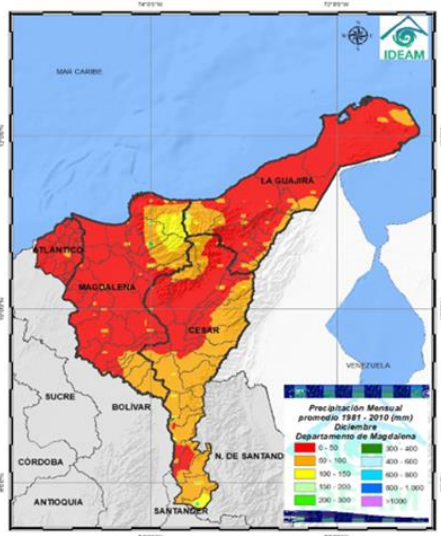 IDEAM
MAR CARIBE
LA GUAJIRA
ATLANTICO
MAGDALENA
CESAR
VENEZUELA
SUCRE
BOLÍVAR
CÓRDOBA
N. DE SANTAND
ANTIOQUIA
SANTANDER
Precipitación Mensual
promedio 1981 - 2010 (mm)
Diciembre
Departamento de Magdalena
0 - 50
50 - 100
100 - 150
150 - 200
200 - 300
300 - 400
400 - 600
600 - 800
800 - 1.000
>1000